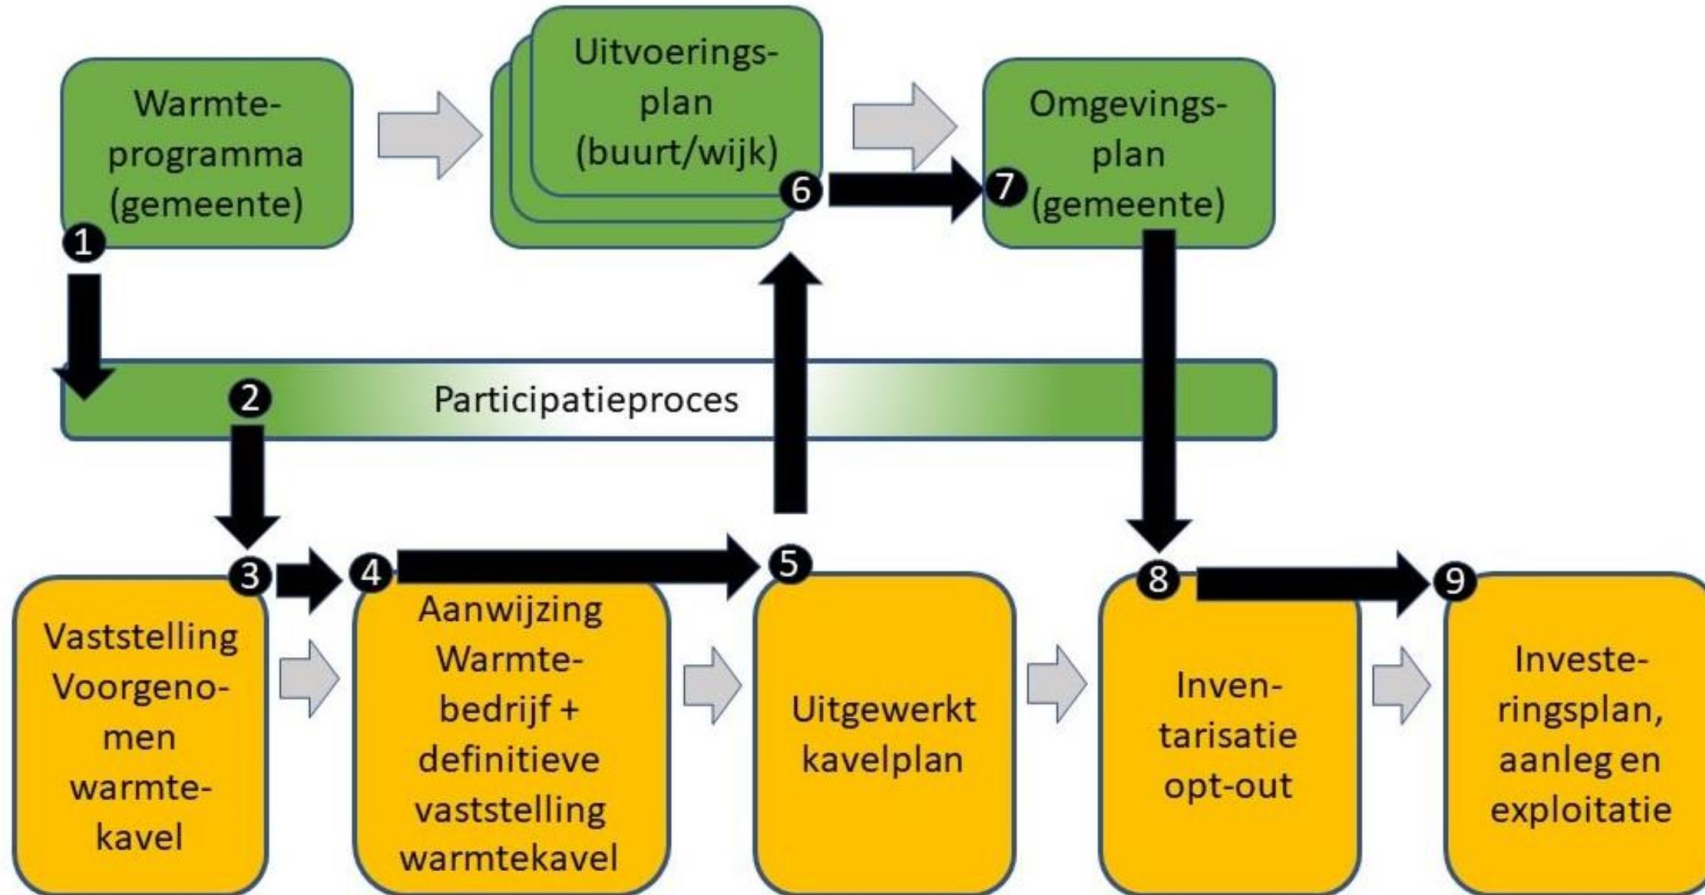 Warmte-
programma
(gemeente)
1
Uitvoerings-
plan
(buurt/wijk)
6
Omgevings-
plan
7
(gemeente)
2
Participatieproces
3
Vaststelling
Voorgeno-
men
warmte-
kavel
4
Aanwijzing
Warmte-
bedrijf +
definitieve
vaststelling
warmtekavel
5
Uitgewerkt
kavelplan
8
Inven-
tarisatie
opt-out
9
Investe-
ringsplan,
aanleg en
exploitatie